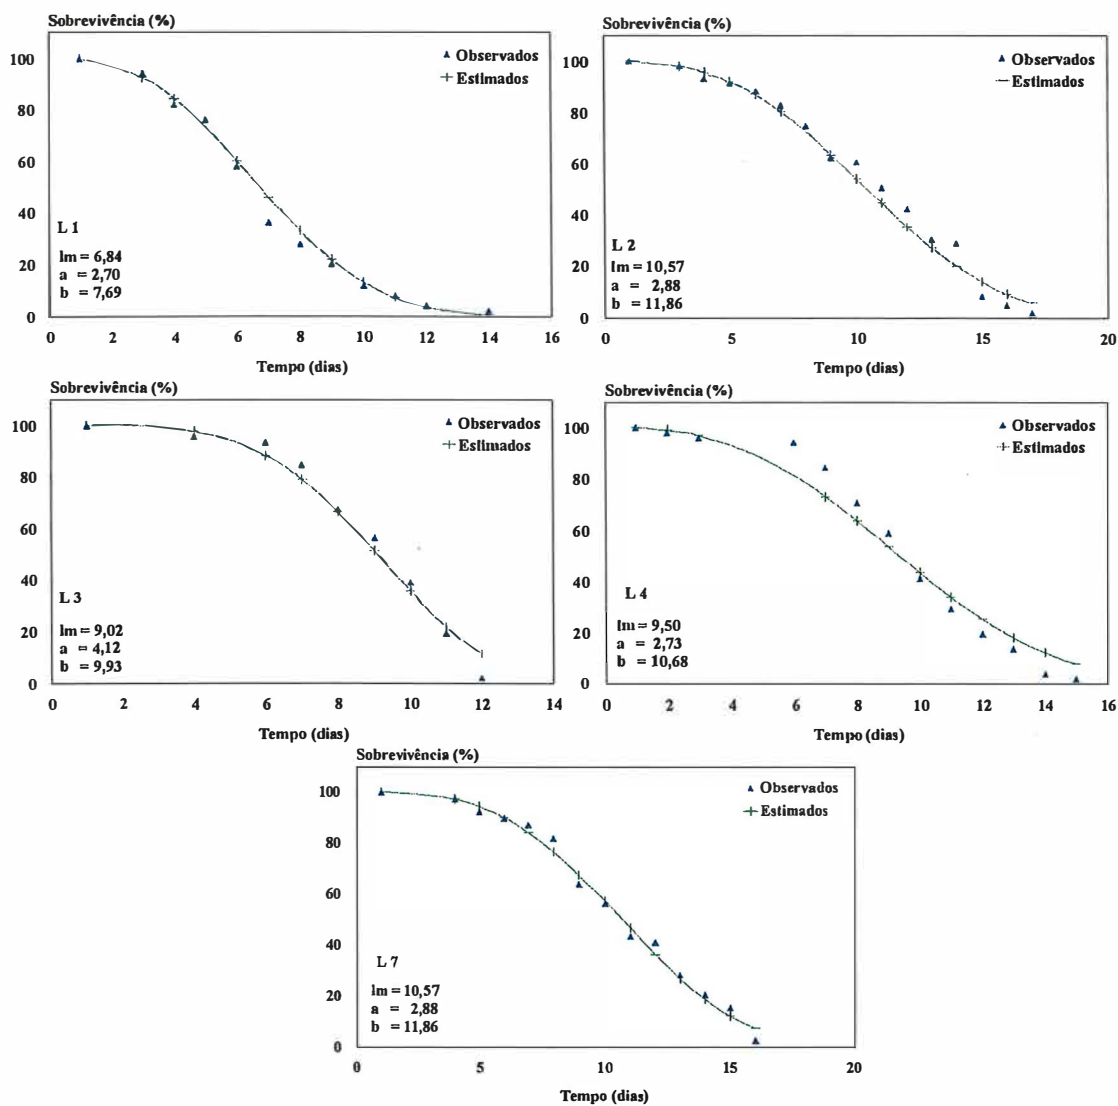 Sobrevivência (%)
100
80
60
40
20
0
▲ Observados
+ Estimados
L 1
lm = 6,84
a = 2,70
b = 7,69
0 2 4 6 8 10 12 14 16
Tempo (dias)
Sobrevivência (%)
100
80
60
40
20
0
▲ Observados
Estimados
L 2
lm = 10,57
a = 2,88
b = 11,86
0 5 10 15 20
Tempo (dias)
Sobrevivência (%)
100
80
60
40
20
0
▲ Observados
+ Estimados
L 3
lm = 9,02
a = 4,12
b = 9,93
0 2 4 6 8 10 12 14
Tempo (dias)
Sobrevivência (%)
100
80
60
40
20
0
▲ Observados
+ Estimados
L 4
lm = 9,50
a = 2,73
b = 10,68
0 2 4 6 8 10 12 14 16
Tempo (dias)
Sobrevivência (%)
100
80
60
40
20
0
▲ Observados
+ Estimados
L 7
lm = 10,57
a = 2,88
b = 11,86
0 5 10 15 20
Tempo (dias)